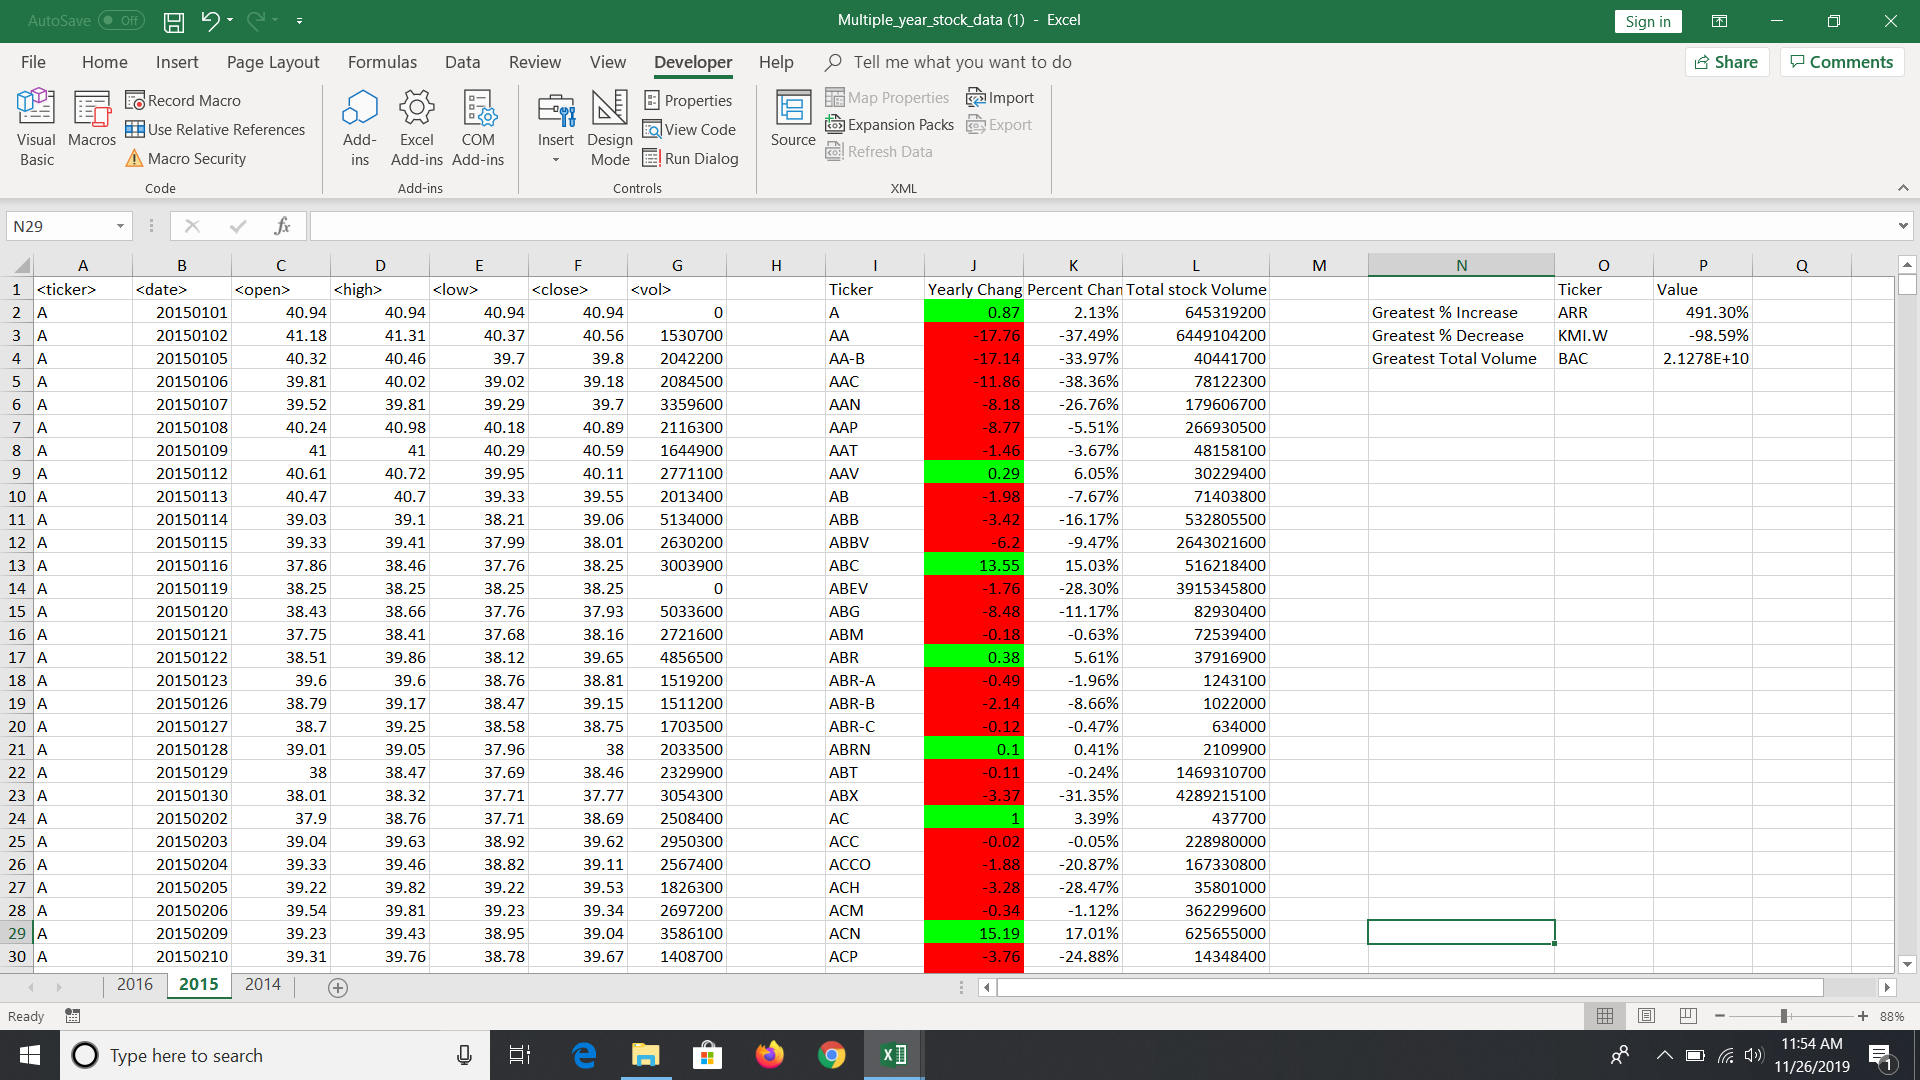 AutoSave Off
Multiple_year_stock_data (1) - Excel
Sign in
File Home Insert Page Layout Formulas Data Review View Developer Help Tell me what you want to do Share Comments
Visual Basic
Macros
Record Macro
Use Relative References
Macro Security
Code
Add-ins
Excel Add-ins
COM Add-ins
Add-ins
Insert
Design Mode
Properties
View Code
Run Dialog
Controls
Source
Map Properties
Expansion Packs
Refresh Data
Import
Export
XML
N29 fx
A B C D E F G H I J K L M N O P Q
1 <ticker> <date> <open> <high> <low> <close> <vol> Ticker Yearly Chang Percent Chan Total stock Volume Ticker Value
2 A 20150101 40.94 40.94 40.94 40.94 0 A 0.87 2.13% 645319200 Greatest % Increase ARR 491.30%
3 A 20150102 41.18 41.31 40.37 40.56 1530700 AA -17.76 -37.49% 6449104200 Greatest % Decrease KMI.W -98.59%
4 A 20150105 40.32 40.46 39.7 39.8 2042200 AA-B -17.14 -33.97% 40441700 Greatest Total Volume BAC 2.1278E+10
5 A 20150106 39.81 40.02 39.02 39.18 2084500 AAC -11.86 -38.36% 78122300
6 A 20150107 39.52 39.81 39.29 39.7 3359600 AAN -8.18 -26.76% 179606700
7 A 20150108 40.24 40.98 40.18 40.89 2116300 AAP -8.77 -5.51% 266930500
8 A 20150109 41 41 40.29 40.59 1644900 AAT -1.46 -3.67% 48158100
9 A 20150112 40.61 40.72 39.95 40.11 2771100 AAV 0.29 6.05% 30229400
10 A 20150113 40.47 40.7 39.33 39.55 2013400 AB -1.98 -7.67% 71403800
11 A 20150114 39.03 39.1 38.21 39.06 5134000 ABB -3.42 -16.17% 532805500
12 A 20150115 39.33 39.41 37.99 38.01 2630200 ABBV -6.2 -9.47% 2643021600
13 A 20150116 37.86 38.46 37.76 38.25 3003900 ABC 13.55 15.03% 516218400
14 A 20150119 38.25 38.25 38.25 38.25 0 ABEV -1.76 -28.30% 3915345800
15 A 20150120 38.43 38.66 37.76 37.93 5033600 ABG -8.48 -11.17% 82930400
16 A 20150121 37.75 38.41 37.68 38.16 2721600 ABM -0.18 -0.63% 72539400
17 A 20150122 38.51 39.86 38.12 39.65 4856500 ABR 0.38 5.61% 37916900
18 A 20150123 39.6 39.6 38.76 38.81 1519200 ABR-A -0.49 -1.96% 1243100
19 A 20150126 38.79 39.17 38.47 39.15 1511200 ABR-B -2.14 -8.66% 1022000
20 A 20150127 38.7 39.25 38.58 38.75 1703500 ABR-C -0.12 -0.47% 634000
21 A 20150128 39.01 39.05 37.96 38 2033500 ABRN 0.1 0.41% 2109900
22 A 20150129 38 38.47 37.69 38.46 2329900 ABT -0.11 -0.24% 1469310700
23 A 20150130 38.01 38.32 37.71 37.77 3054300 ABX -3.37 -31.35% 4289215100
24 A 20150202 37.9 38.76 37.71 38.69 2508400 AC 1 3.39% 437700
25 A 20150203 39.04 39.63 38.92 39.62 2950300 ACC -0.02 -0.05% 228980000
26 A 20150204 39.33 39.46 38.82 39.11 2567400 ACCO -1.88 -20.87% 167330800
27 A 20150205 39.22 39.82 39.22 39.53 1826300 ACH -3.28 -28.47% 35801000
28 A 20150206 39.54 39.81 39.23 39.34 2697200 ACM -0.34 -1.12% 362299600
29 A 20150209 39.23 39.43 38.95 39.04 3586100 ACN 15.19 17.01% 625655000
30 A 20150210 39.31 39.76 38.78 39.67 1408700 ACP -3.76 -24.88% 14348400
2016 2015 2014
Ready 88%
Type here to search
11:54 AM
11/26/2019
1